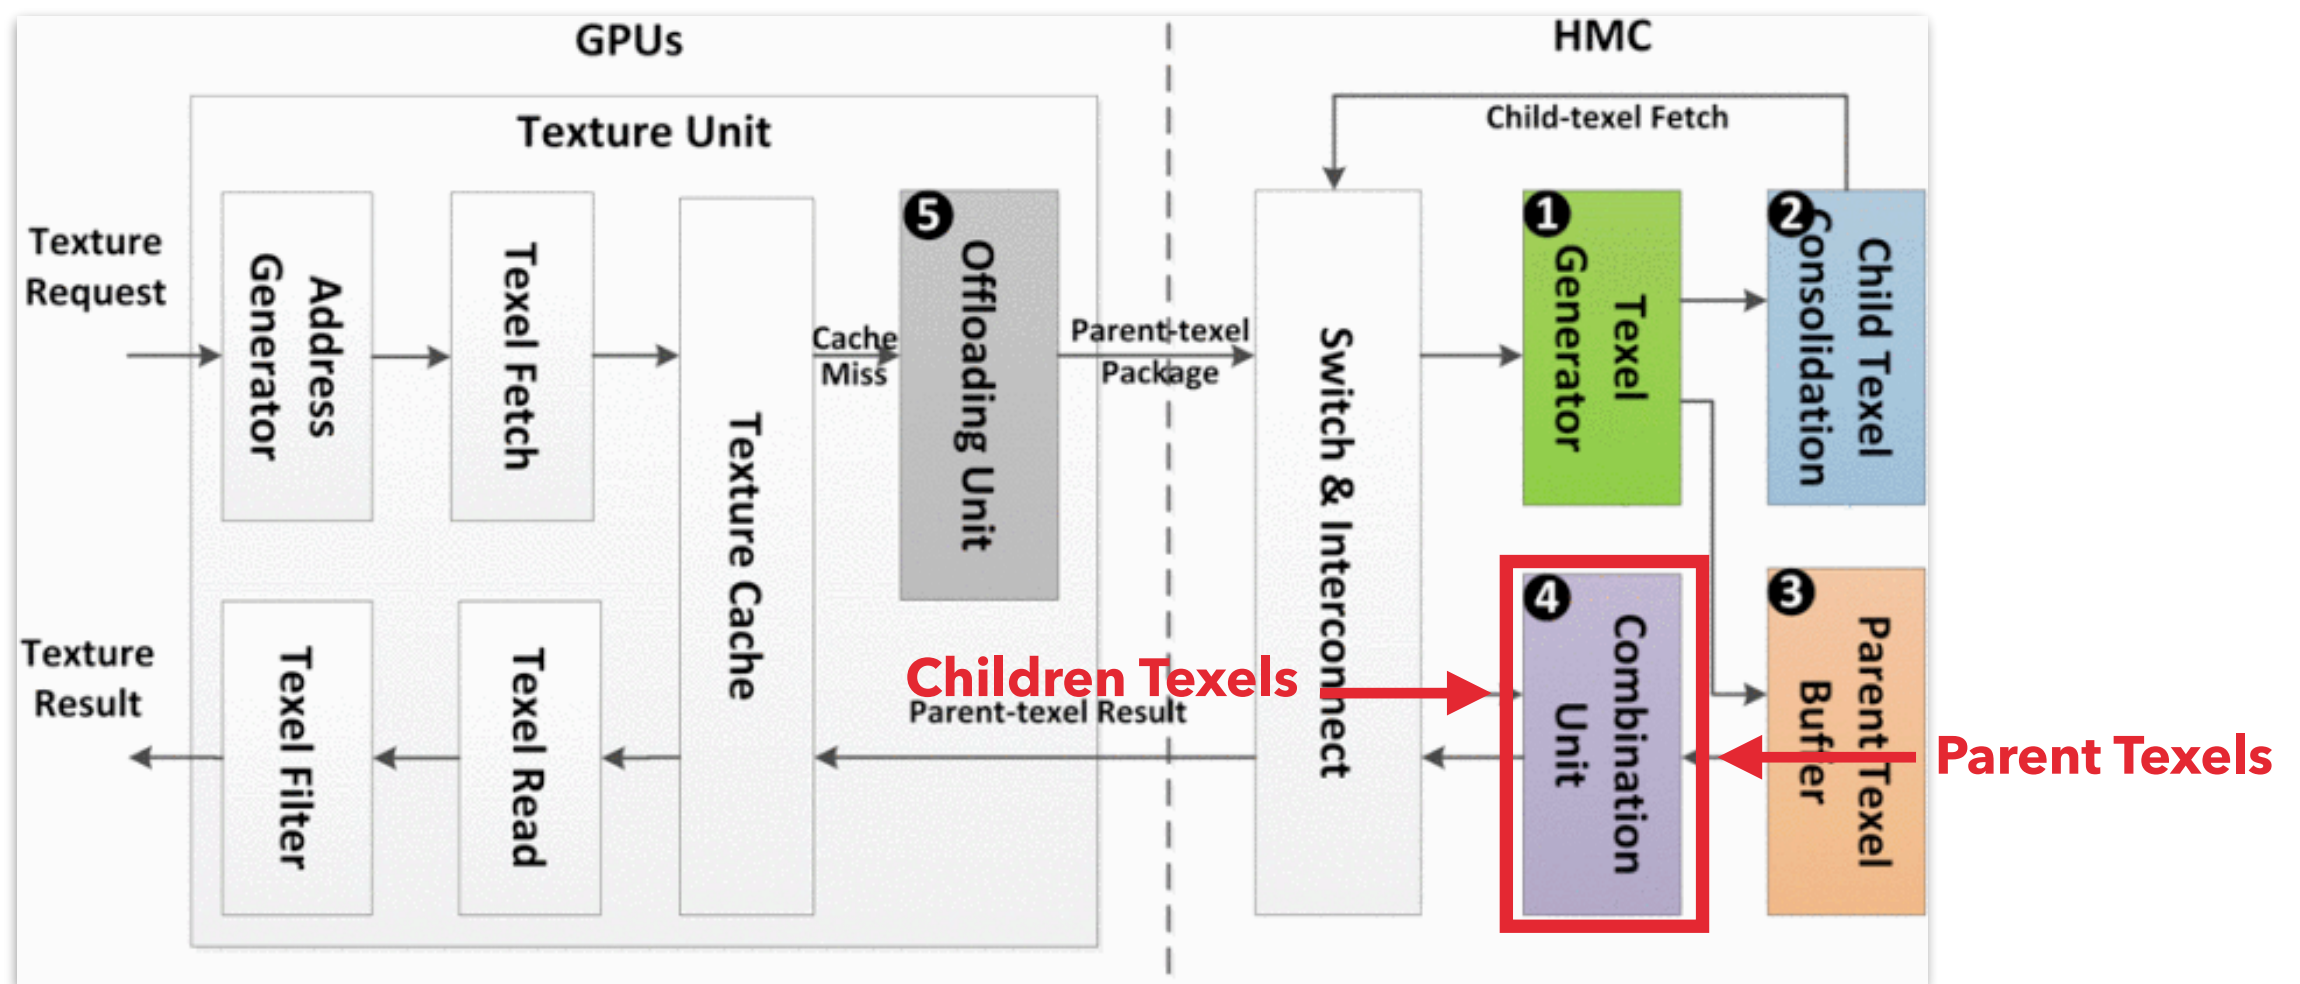 GPUs
HMC
Texture Unit
Child-texel Fetch
Texture
Request
Address
Generator
Texel Fetch
Texture Cache
Cache
Miss
5
Offloading Unit
Parent-texel
Package
Switch & Interconnect
1
Texel
Generator
2
Child Texel
Consolidation
Texture
Result
Texel Filter
Texel Read
Children Texels
Parent-texel Result
4
Combination
Unit
3
Parent Texel
Buffer
Parent Texels